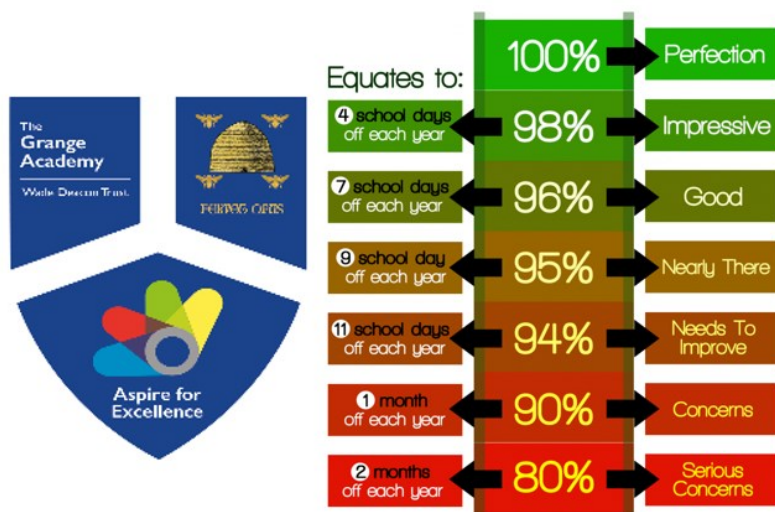 The
Grange
Academy
Wade Deacon Trust
Aspire for
Excellence
Equates to:
100%
Perfection
4 school days
off each year
98%
Impressive
7 school days
off each year
96%
Good
9 school day
off each year
95%
Nearly There
11 school days
off each year
94%
Needs To
Improve
1 month
off each year
90%
Concerns
2 months
off each year
80%
Serious
Concerns